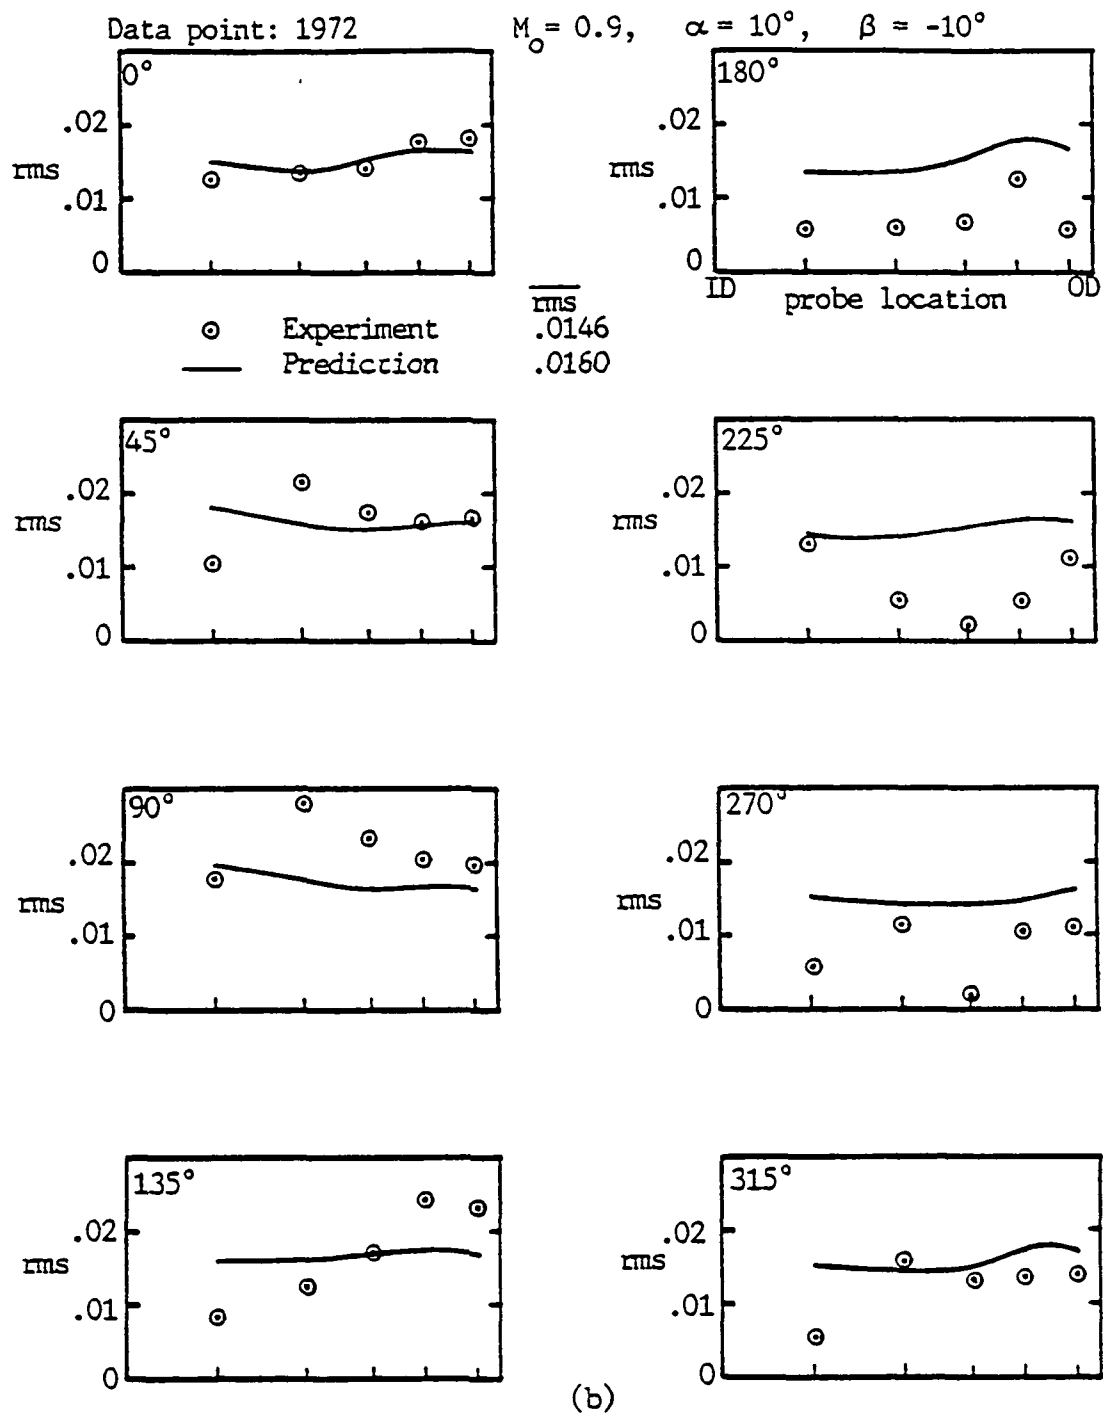 Data point: 1972 M₀ = 0.9, α = 10°, β = -10°
0°
.02
rms
.01
0
180°
.02
rms
.01
0
ID probe location OD
rms
Experiment .0146
Prediction .0160
45°
.02
rms
.01
0
225°
.02
rms
.01
0
90°
.02
rms
.01
0
270°
.02
rms
.01
0
135°
.02
rms
.01
0
315°
.02
rms
.01
0
(b)